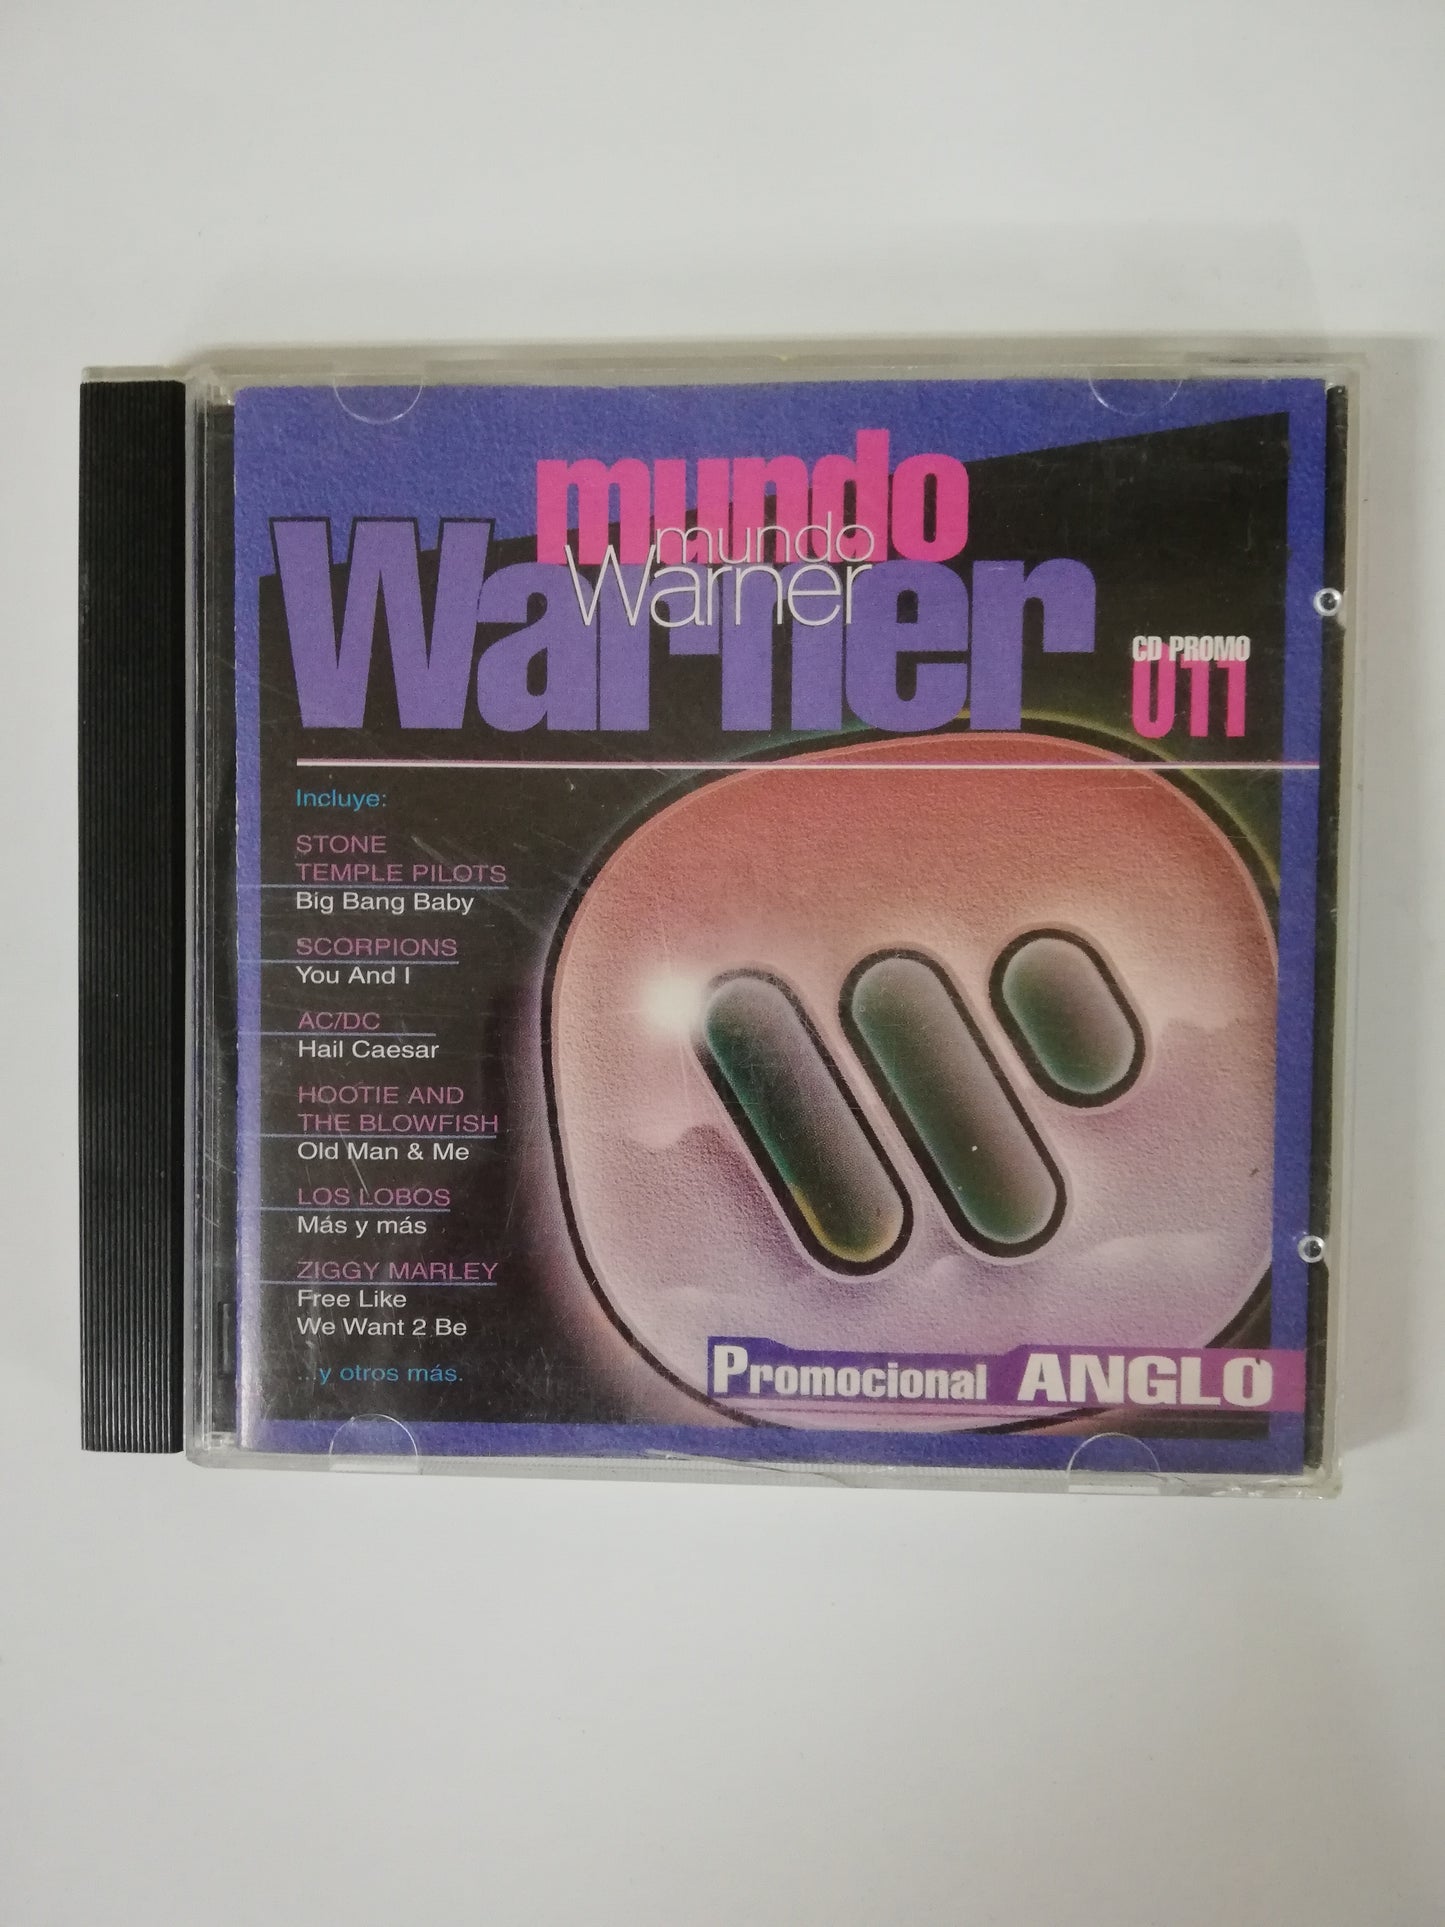 mundo
Warner
mundo
Warner
CD PROMO
011
Incluye:
STONE
TEMPLE PILOTS
Big Bang Baby
SCORPIONS
You And I
AC/DC
Hail Caesar
HOOTIE AND
THE BLOWFISH
Old Man & Me
LOS LOBOS
Más y más
ZIGGY MARLEY
Free Like
We Want 2 Be
...y otros más.
Promocional ANGLO